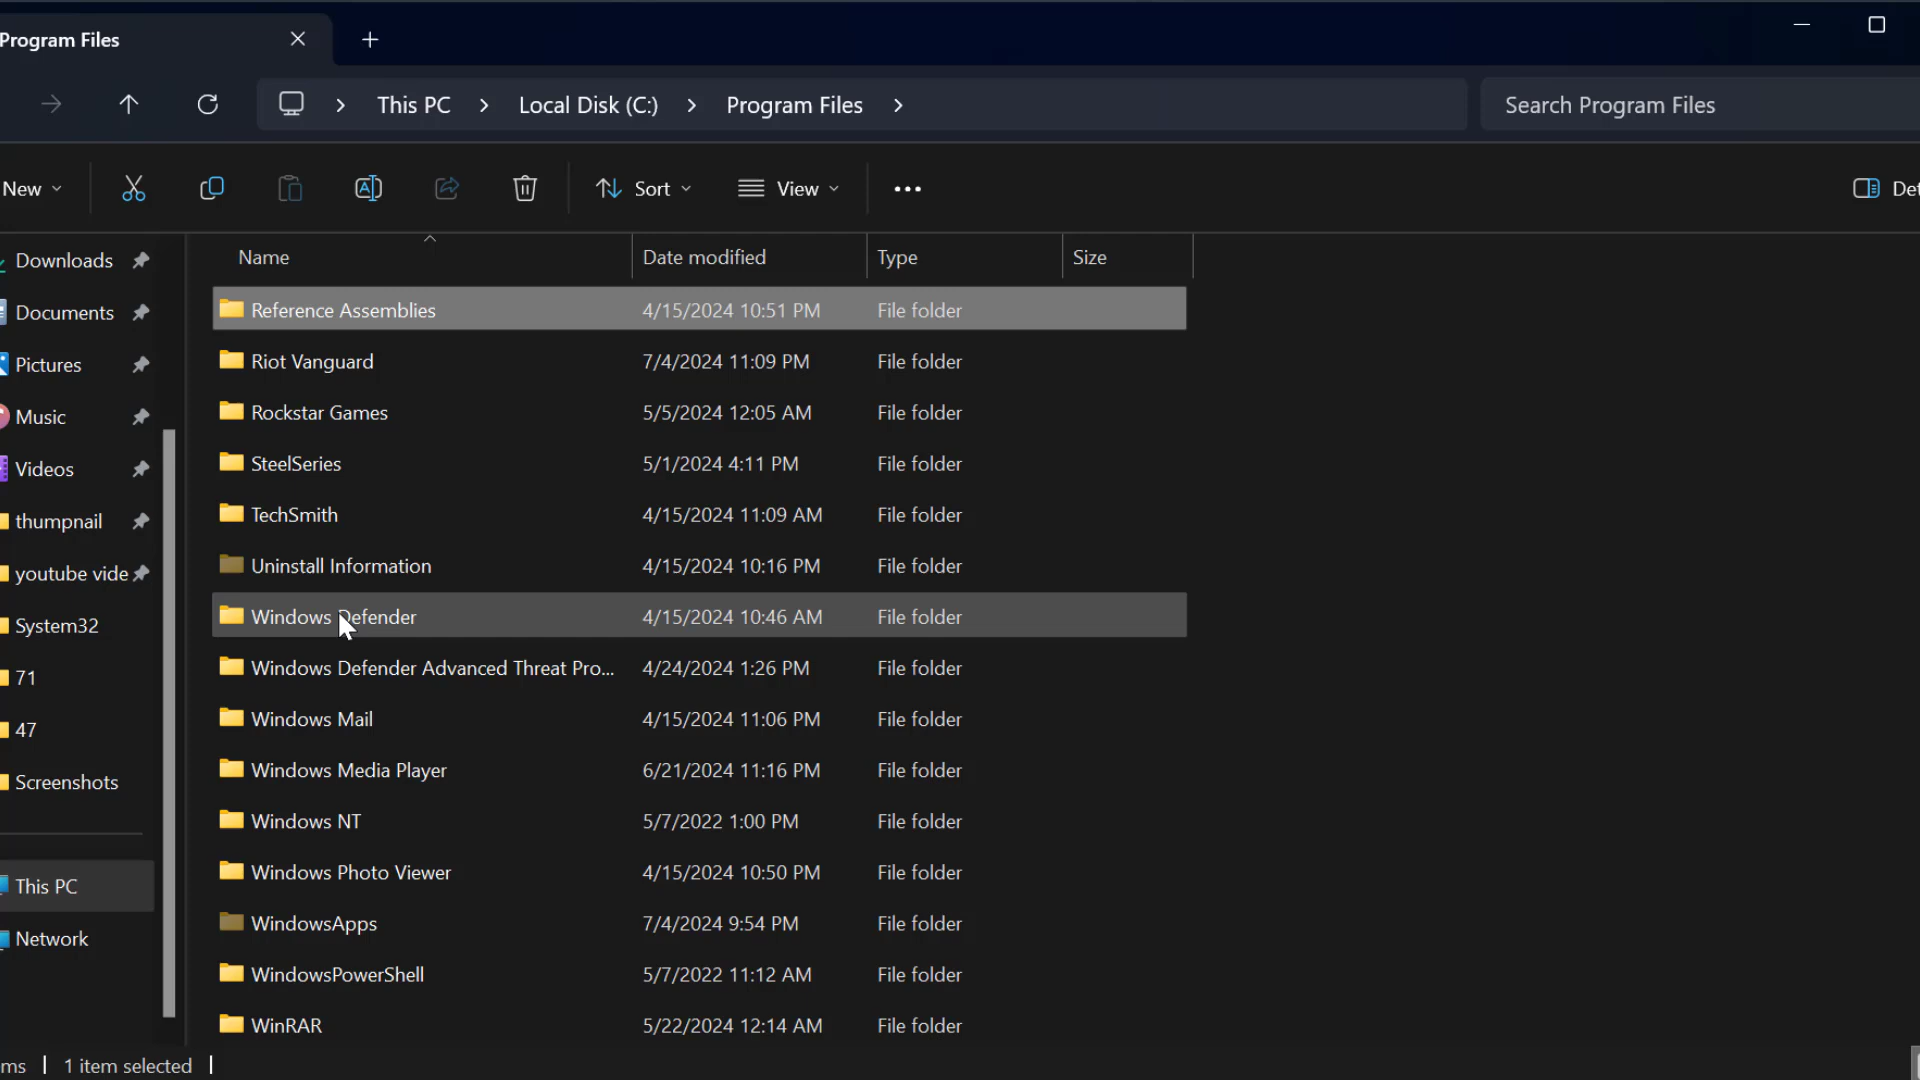 Program Files
This PC > Local Disk (C:) > Program Files >
Search Program Files
New
Sort
View
Det
Name
Date modified
Type
Size
Downloads
Documents
Pictures
Music
Videos
thumpnail
youtube vide
System32
71
47
Screenshots
This PC
Network
Reference Assemblies 4/15/2024 10:51 PM File folder
Riot Vanguard 7/4/2024 11:09 PM File folder
Rockstar Games 5/5/2024 12:05 AM File folder
SteelSeries 5/1/2024 4:11 PM File folder
TechSmith 4/15/2024 11:09 AM File folder
Uninstall Information 4/15/2024 10:16 PM File folder
Windows Defender 4/15/2024 10:46 AM File folder
Windows Defender Advanced Threat Pro... 4/24/2024 1:26 PM File folder
Windows Mail 4/15/2024 11:06 PM File folder
Windows Media Player 6/21/2024 11:16 PM File folder
Windows NT 5/7/2022 1:00 PM File folder
Windows Photo Viewer 4/15/2024 10:50 PM File folder
WindowsApps 7/4/2024 9:54 PM File folder
WindowsPowerShell 5/7/2022 11:12 AM File folder
WinRAR 5/22/2024 12:14 AM File folder
ms | 1 item selected |